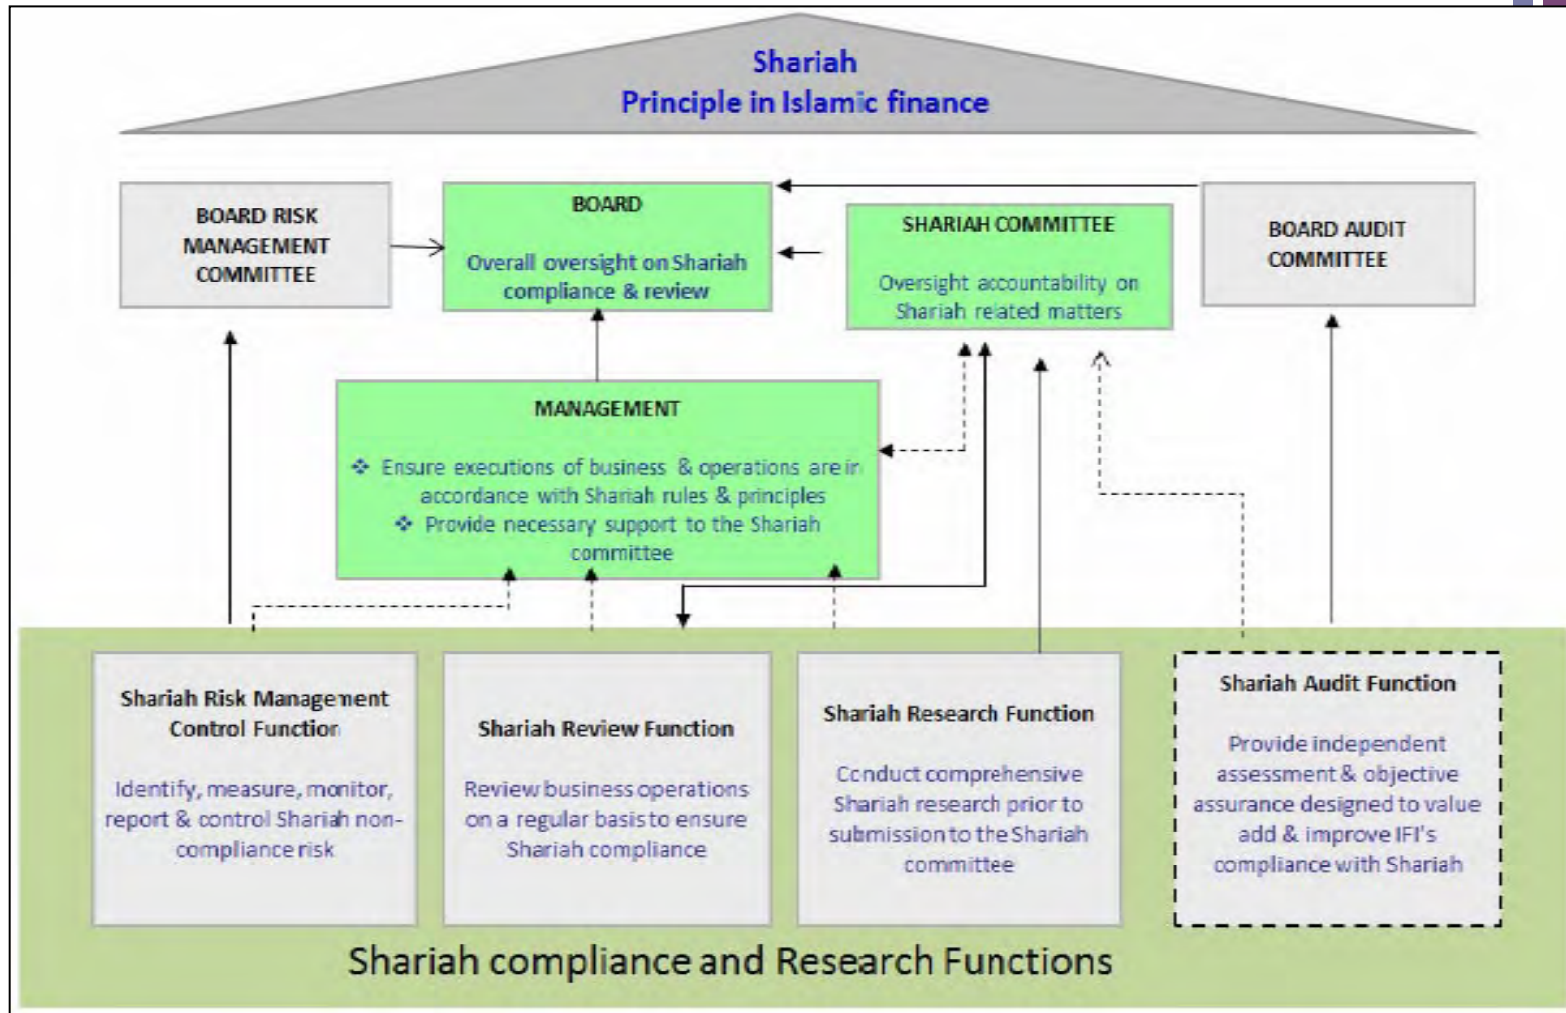 Shariah
Principle in Islamic finance
BOARD RISK
MANAGEMENT
COMMITTEE
BOARD
Overall oversight on Shariah
compliance & review
SHARIAH COMMITTEE
Oversight accountability on
Shariah related matters
BOARD AUDIT
COMMITTEE
MANAGEMENT
❖ Ensure executions of business & operations are in
accordance with Shariah rules & principles
❖ Provide necessary support to the Shariah
committee
Shariah Risk Management
Control Function
Identify, measure, monitor,
report & control Shariah non-
compliance risk
Shariah Review Function
Review business operations
on a regular basis to ensure
Shariah compliance
Shariah Research Function
Conduct comprehensive
Shariah research prior to
submission to the Shariah
committee
Shariah Audit Function
Provide independent
assessment & objective
assurance designed to value
add & improve IFI's
compliance with Shariah
Shariah compliance and Research Functions